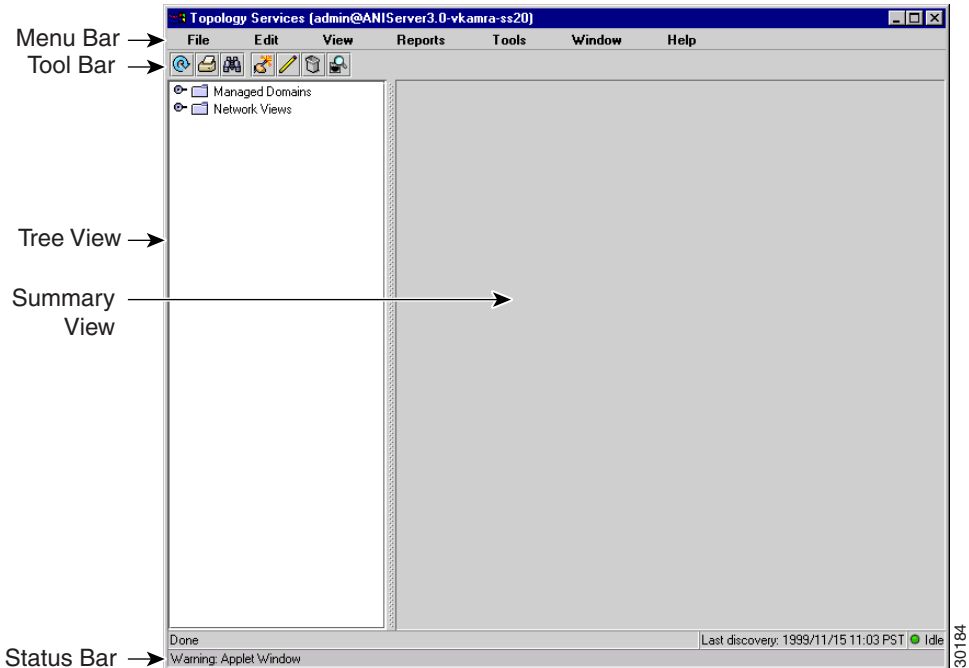 Topology Services (admin@ANIServer3.0-vkamra-ss20)
Menu Bar
File Edit View Reports Tools Window Help
Tool Bar
Managed Domains
Network Views
Tree View
Summary
View
Done
Last discovery: 1999/11/15 11:03 PST
Idle
Status Bar
Warning: Applet Window
30184